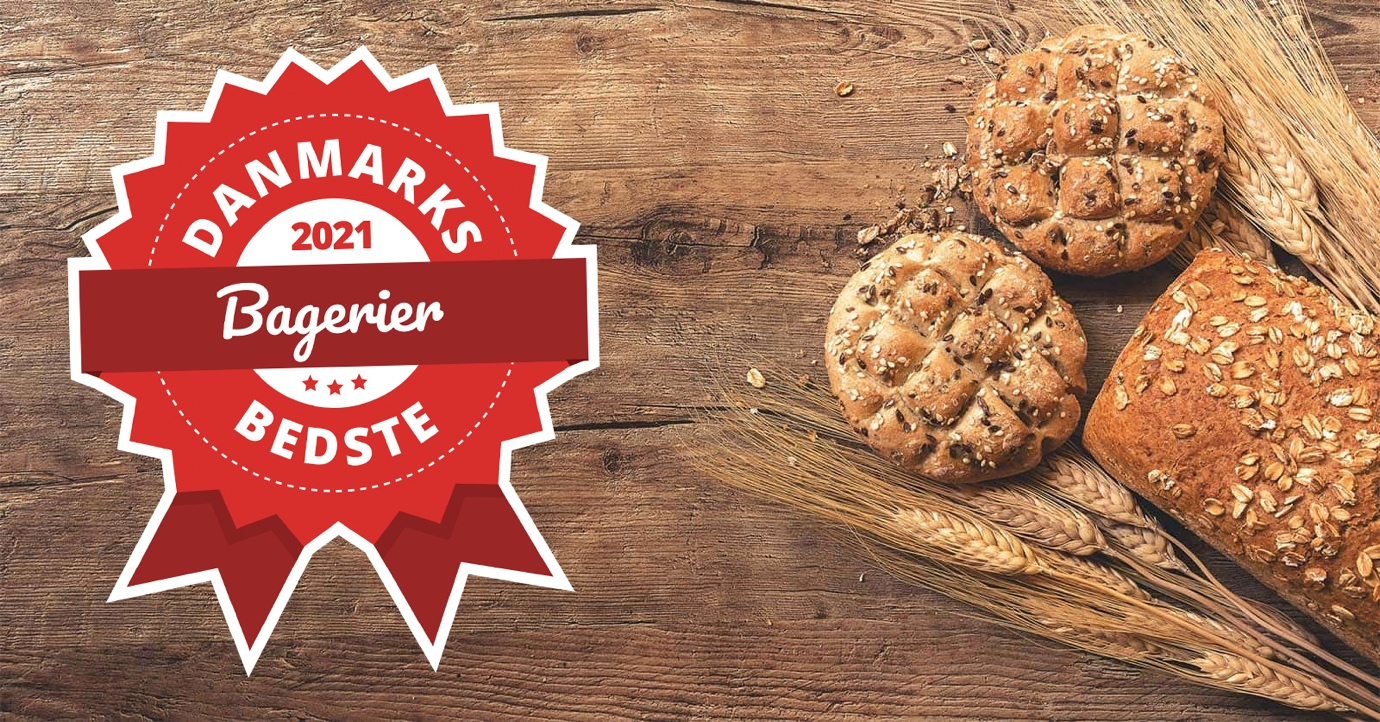 DANMARKS
2021
Bagerier
BEDSTE